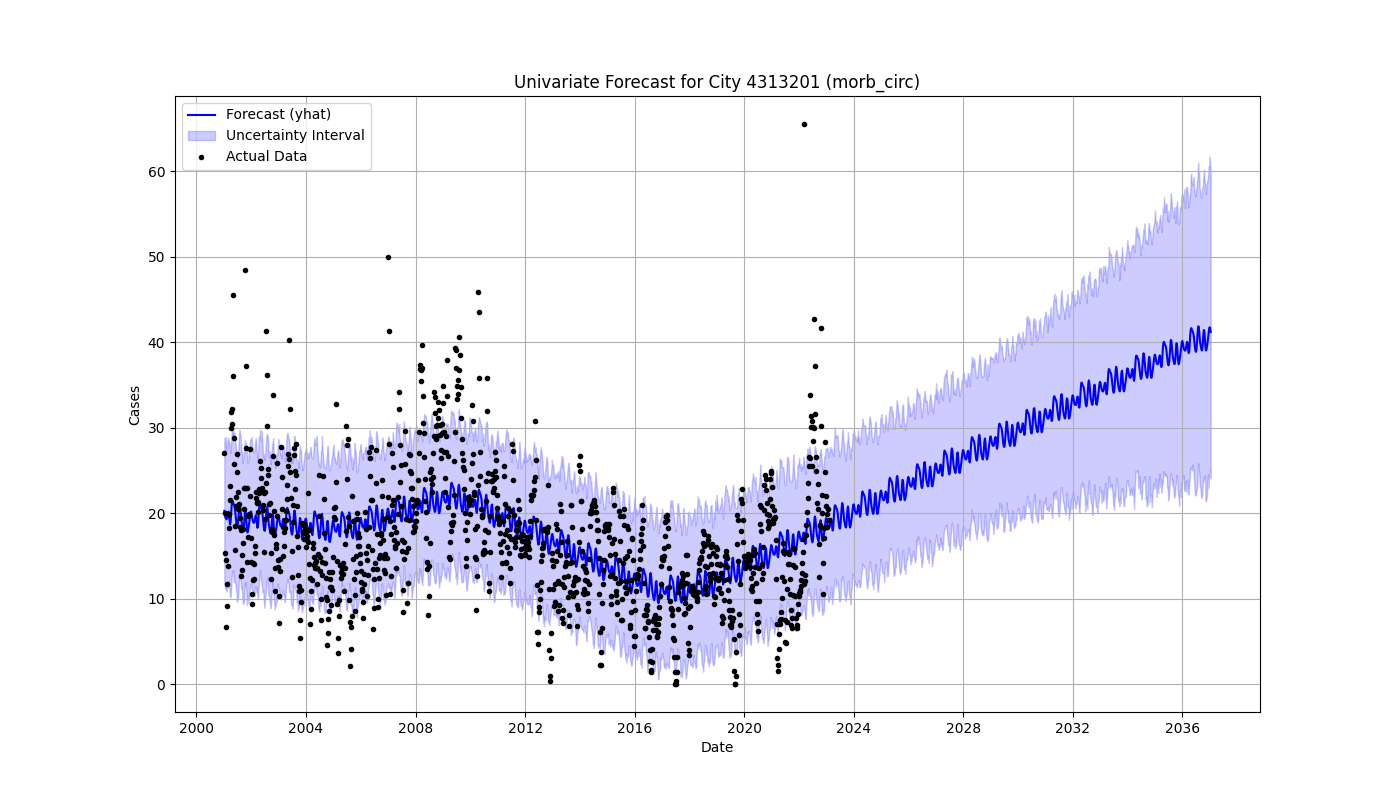 Univariate Forecast for City 4313201 (morb_circ)
Forecast (yhat)
Uncertainty Interval
Actual Data
Cases
60
50
40
30
20
10
0
2000 2004 2008 2012 2016 2020 2024 2028 2032 2036
Date